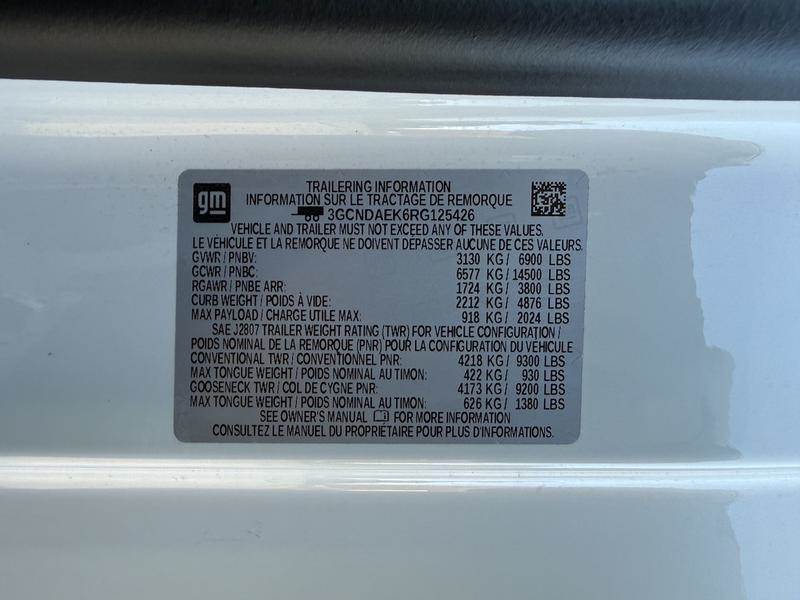 gm
TRAILERING INFORMATION
INFORMATION SUR LE TRACTAGE DE REMORQUE
3GCNDAEK6RG125426
VEHICLE AND TRAILER MUST NOT EXCEED ANY OF THESE VALUES.
LE VÉHICULE ET LA REMORQUE NE DOIVENT DÉPASSER AUCUNE DE CES VALEURS.
GVWR / PNBV: 3130 KG / 6900 LBS
GCWR / PNBC: 6577 KG / 14500 LBS
RGAWR / PNBE ARR: 1724 KG / 3800 LBS
CURB WEIGHT / POIDS À VIDE: 2212 KG / 4876 LBS
MAX PAYLOAD / CHARGE UTILE MAX: 918 KG / 2024 LBS
SAE J2807 TRAILER WEIGHT RATING (TWR) FOR VEHICLE CONFIGURATION /
POIDS NOMINAL DE LA REMORQUE (PNR) POUR LA CONFIGURATION DU VÉHICULE
CONVENTIONAL TWR / CONVENTIONNEL PNR: 4218 KG / 9300 LBS
MAX TONGUE WEIGHT / POIDS NOMINAL AU TIMON: 422 KG / 930 LBS
GOOSENECK TWR / COL DE CYGNE PNR: 4173 KG / 9200 LBS
MAX TONGUE WEIGHT / POIDS NOMINAL AU TIMON: 626 KG / 1380 LBS
SEE OWNER'S MANUAL FOR MORE INFORMATION
CONSULTEZ LE MANUEL DU PROPRIÉTAIRE POUR PLUS D'INFORMATIONS.